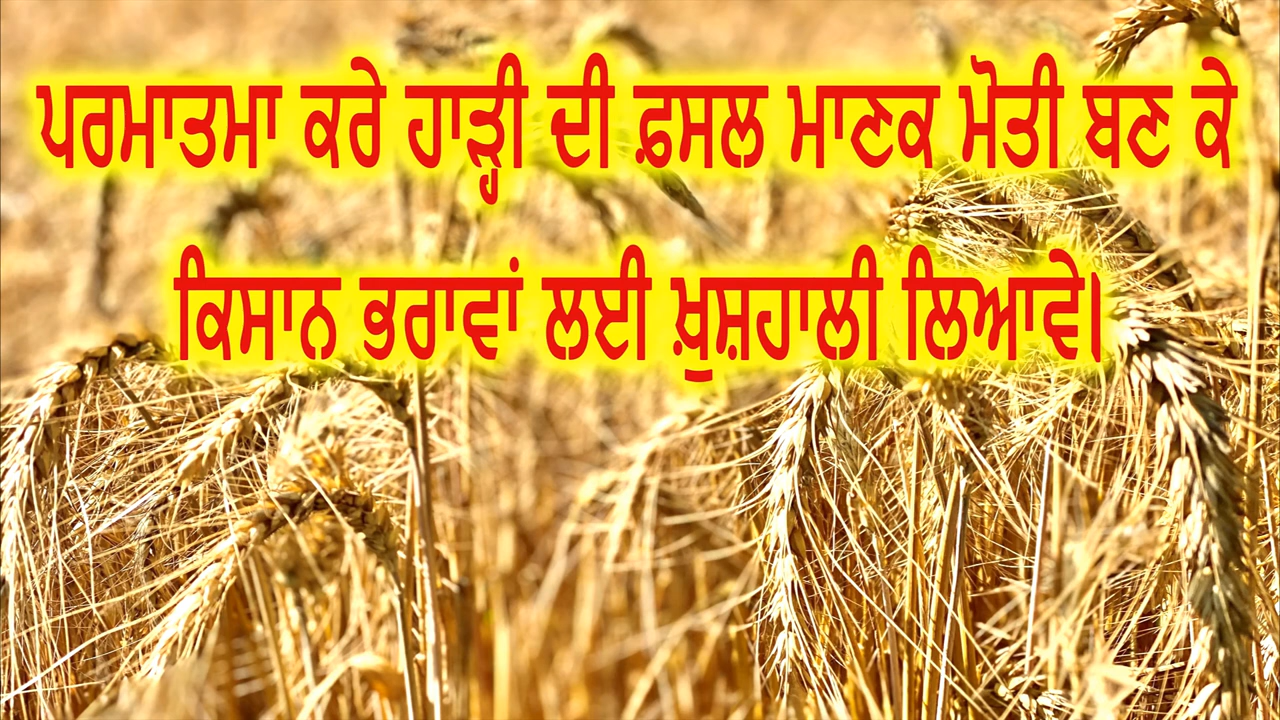 ਪਰਮਾਤਮਾ ਕਰੇ ਹਾੜ੍ਹੀ ਦੀ ਫ਼ਸਲ ਮਾਣਕ ਮੋਤੀ ਬਣ ਕੇ
ਕਿਸਾਨ ਭਰਾਵਾਂ ਲਈ ਖ਼ੁਸ਼ਹਾਲੀ ਲਿਆਵੇ।